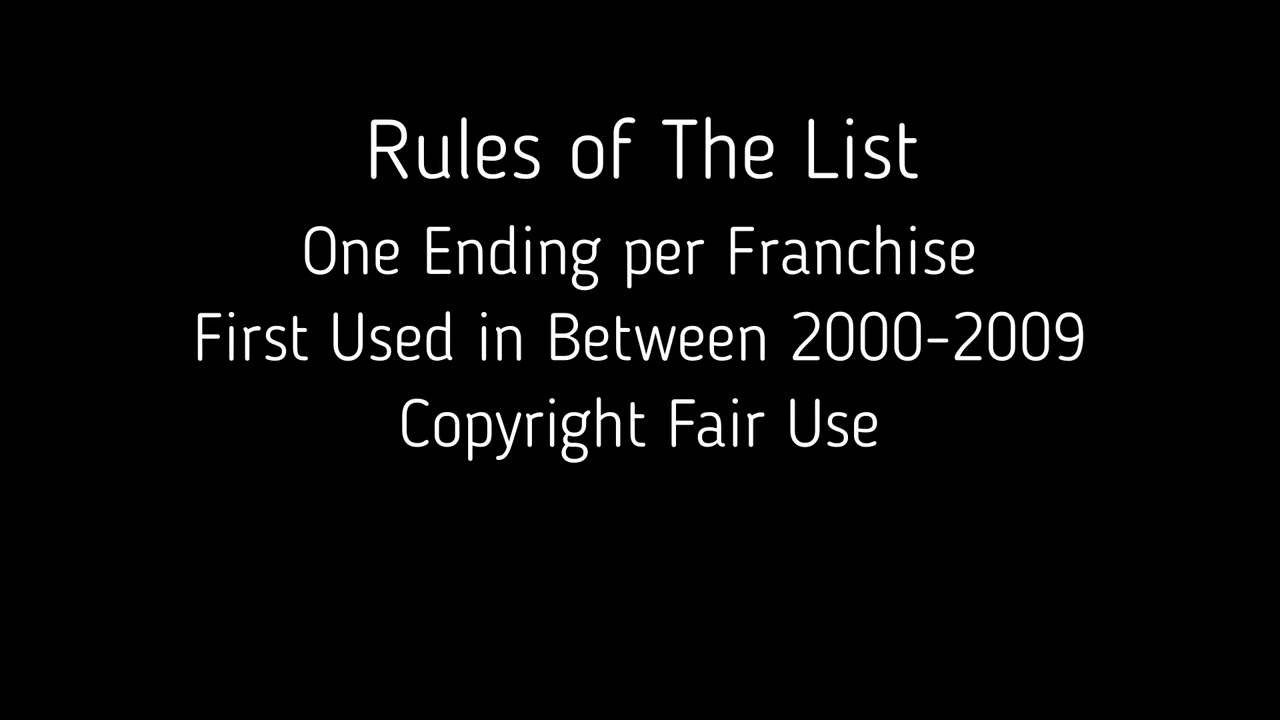 Rules of The List
One Ending per Franchise
First Used in Between 2000-2009
Copyright Fair Use